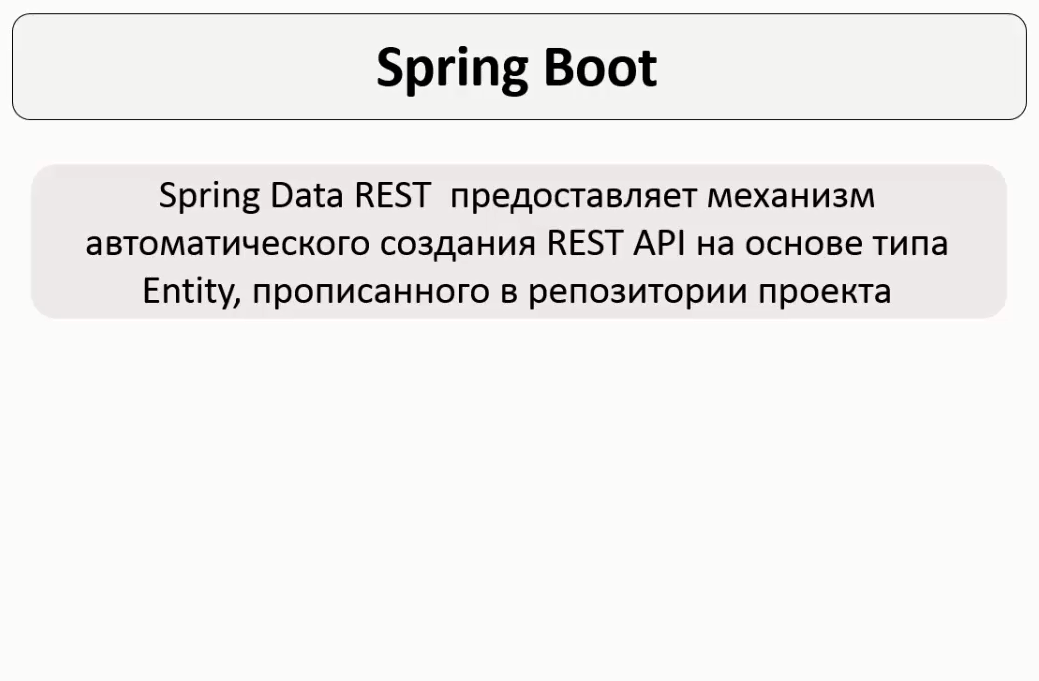 Spring Boot
Spring Data REST  предоставляет механизм
автоматического создания REST API на основе типа
Entity, прописанного в репозитории проекта